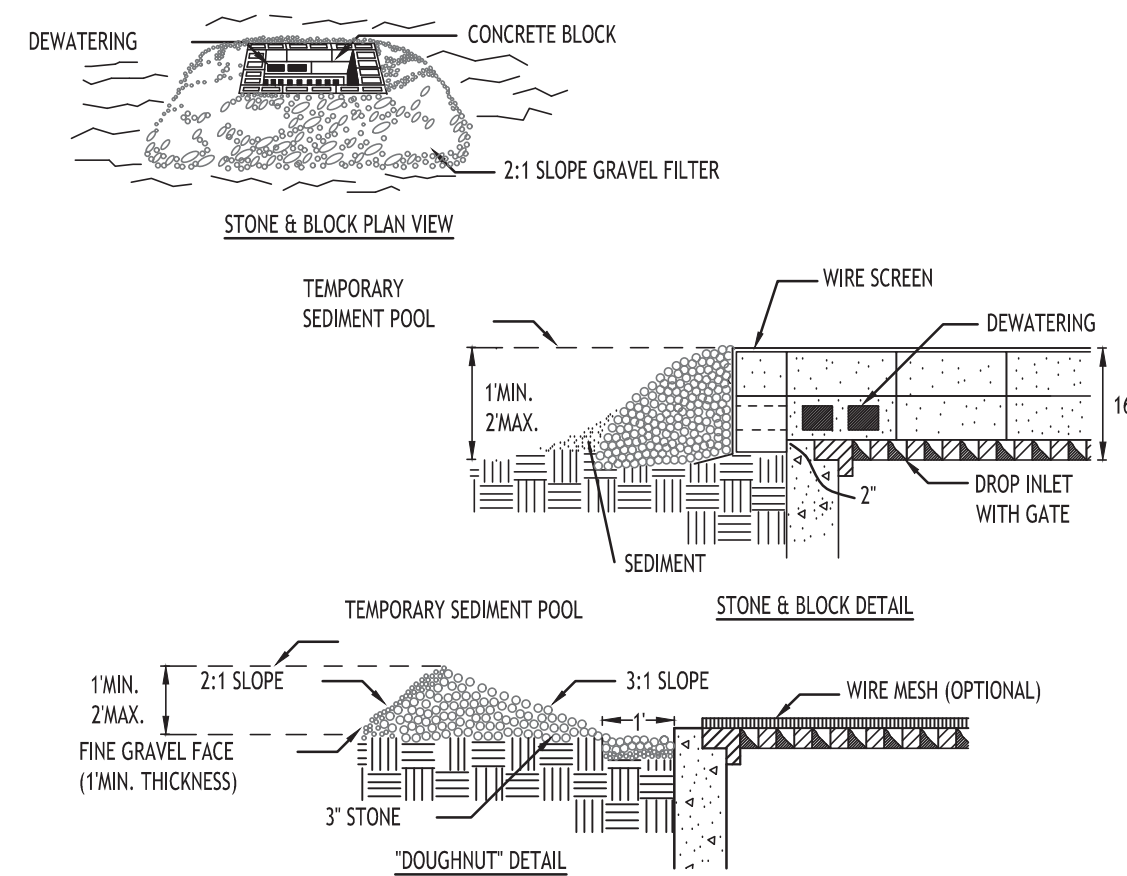 DEWATERING
CONCRETE BLOCK
2:1 SLOPE GRAVEL FILTER
STONE & BLOCK PLAN VIEW
TEMPORARY
SEDIMENT POOL
WIRE SCREEN
DEWATERING
1'MIN.
2'MAX.
16
2"
DROP INLET
WITH GATE
SEDIMENT
STONE & BLOCK DETAIL
TEMPORARY SEDIMENT POOL
1'MIN.
2'MAX.
2:1 SLOPE
3:1 SLOPE
WIRE MESH (OPTIONAL)
1'
FINE GRAVEL FACE
(1'MIN. THICKNESS)
3" STONE
"DOUGHNUT" DETAIL